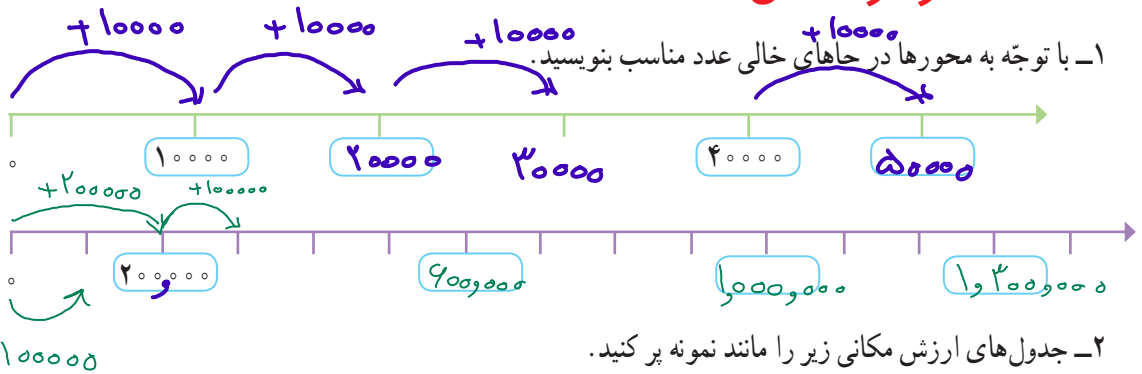 +۱۰۰۰۰ +۱۰۰۰۰ +۱۰۰۰۰ +۱۰۰۰۰
۱ــ با توجّه به محورها در جاهای خالی عدد مناسب بنویسید.
۰ ۱۰۰۰۰ ۲۰۰۰۰ ۳۰۰۰۰ ۴۰۰۰۰ ۵۰۰۰۰
+۲۰۰۰۰۰ +۱۰۰۰۰۰
۰ ۲۰۰,۰۰۰ ۶۰۰,۰۰۰ ۱,۰۰۰,۰۰۰ ۱,۳۰۰,۰۰۰
۱۰۰۰۰۰
۲ــ جدول‌های ارزش مکانی زیر را مانند نمونه پر کنید.